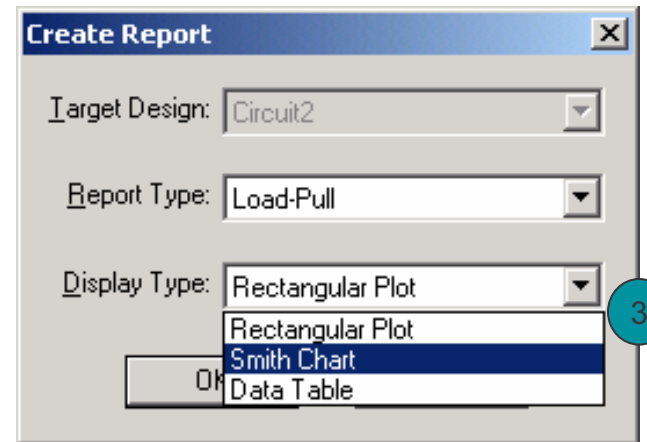 Create Report
Target Design: Circuit2
Report Type: Load-Pull
Display Type: Rectangular Plot
3
Rectangular Plot
Smith Chart
Data Table